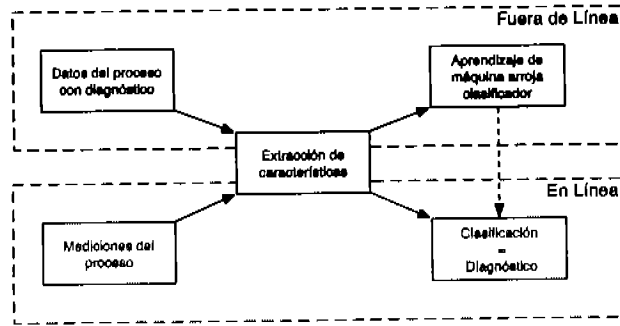 Fuera de Línea
Datos del proceso
con diagnóstico
Aprendizaje de
máquina arroja
clasificador
Extracción de
características
En Línea
Mediciones del
proceso
Clasificación
=
Diagnóstico